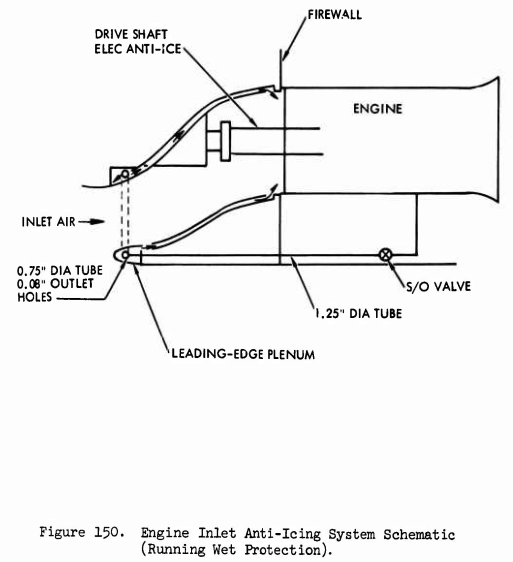 FIREWALL
DRIVE SHAFT
ELEC ANTI-ICE
ENGINE
INLET AIR
0.75" DIA TUBE
0.08" OUTLET
HOLES
S/O VALVE
1.25" DIA TUBE
LEADING-EDGE PLENUM
Figure 150. Engine Inlet Anti-Icing System Schematic
(Running Wet Protection).